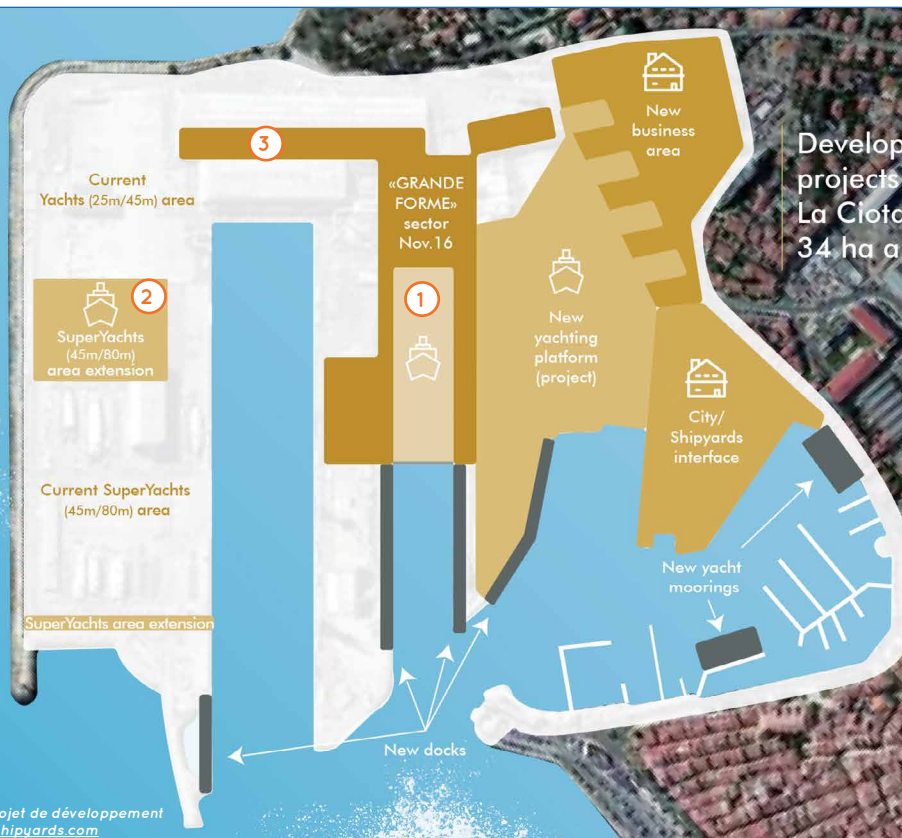 New
business
area
Develop
projects
La Ciota
34 ha a
3
Current
Yachts (25m/45m) area
«GRANDE
FORME»
sector
Nov.16
1
2
SuperYachts
(45m/80m)
area extension
New
yachting
platform
(project)
City/
Shipyards
interface
Current SuperYachts
(45m/80m) area
New yacht
moorings
SuperYachts area extension
New docks
ojet de développement
hipyards.com